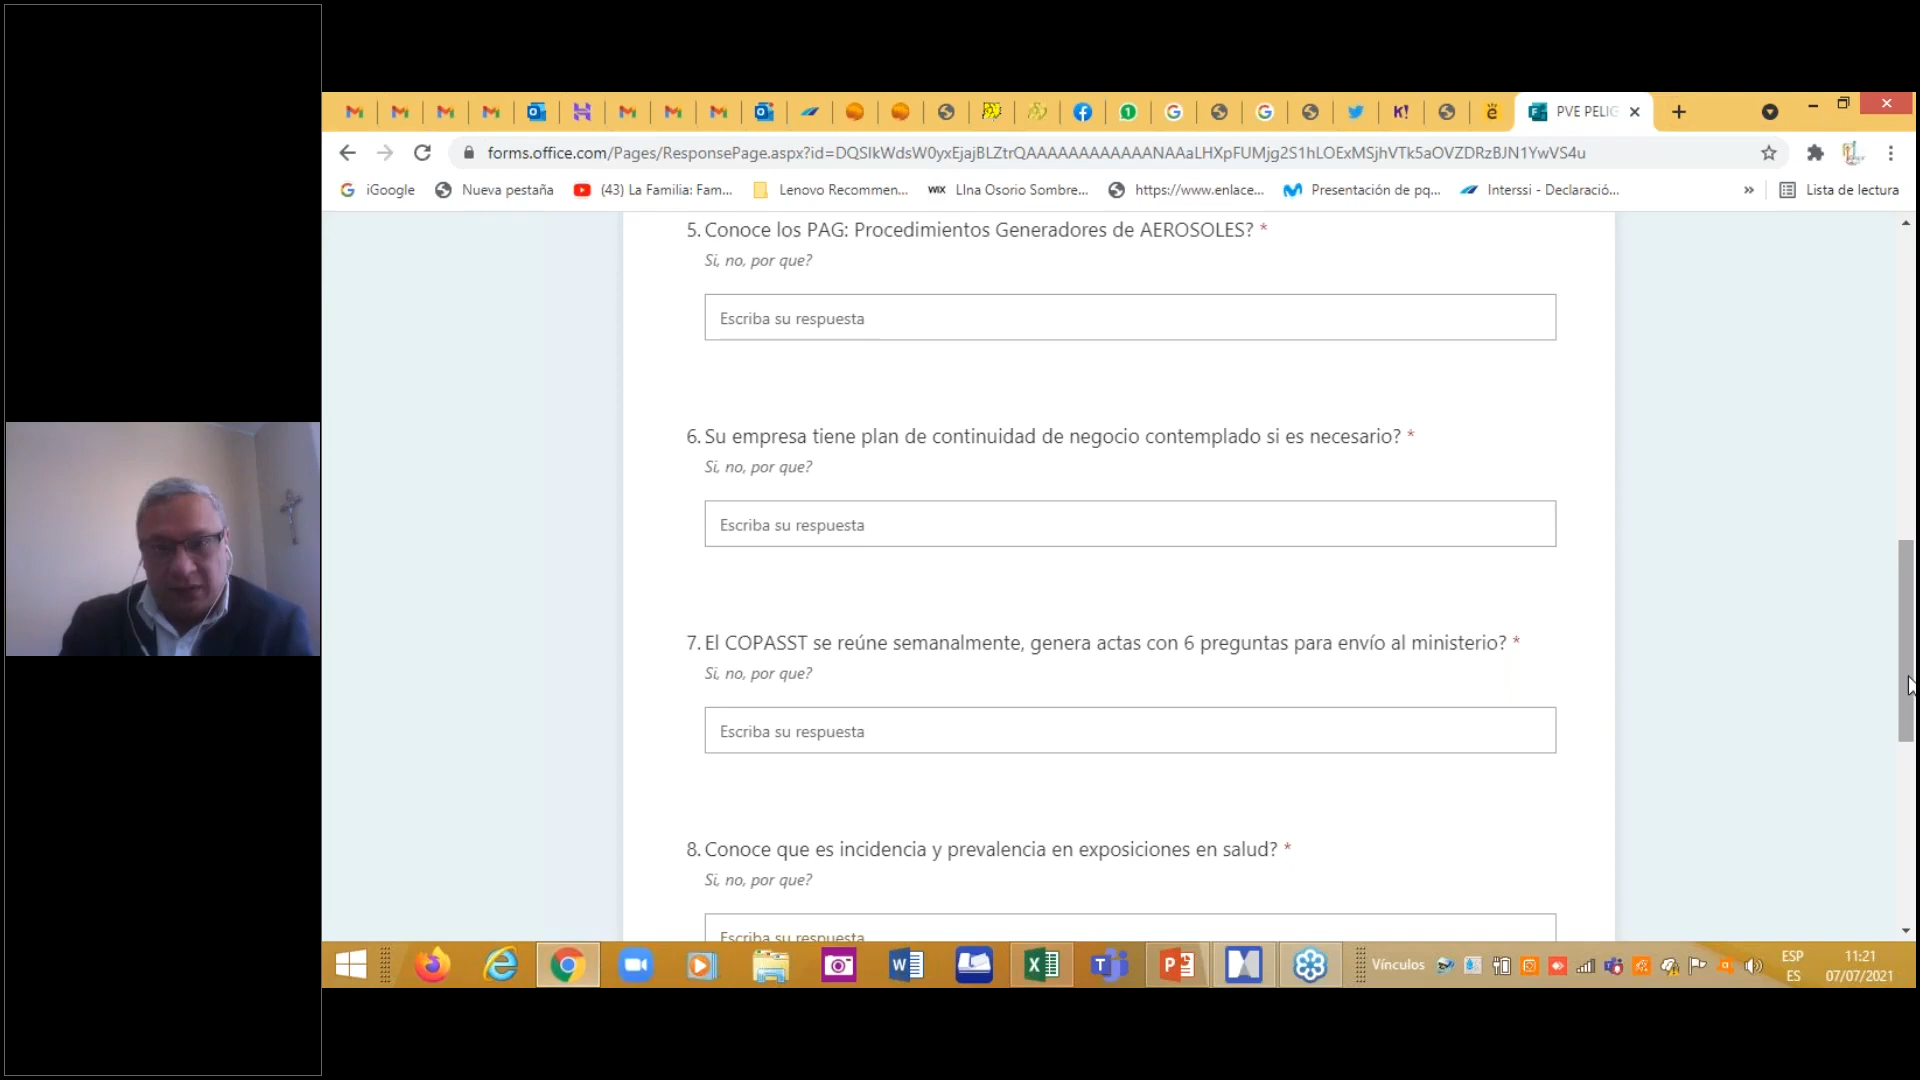 PVE PELIG
forms.office.com/Pages/ResponsePage.aspx?id=DQSIkWdsW0yxEjajBLZtrQAAAAAAAAAAAANAAaLHXpFUMjg2S1hLOExMSjhVTk5aOVZDRzBJN1YwVS4u
iGoogle
Nueva pestaña
(43) La Familia: Fam...
Lenovo Recommen...
WIX LIna Osorio Sombre...
https://www.enlace...
Presentación de pq...
Interssi - Declaració...
»
Lista de lectura
5. Conoce los PAG: Procedimientos Generadores de AEROSOLES? *
Si, no, por que?
Escriba su respuesta
6. Su empresa tiene plan de continuidad de negocio contemplado si es necesario? *
Si, no, por que?
Escriba su respuesta
7. El COPASST se reúne semanalmente, genera actas con 6 preguntas para envío al ministerio? *
Si, no, por que?
Escriba su respuesta
8. Conoce que es incidencia y prevalencia en exposiciones en salud? *
Si, no, por que?
Escriba su respuesta
Vínculos
ESP
ES
11:21
07/07/2021